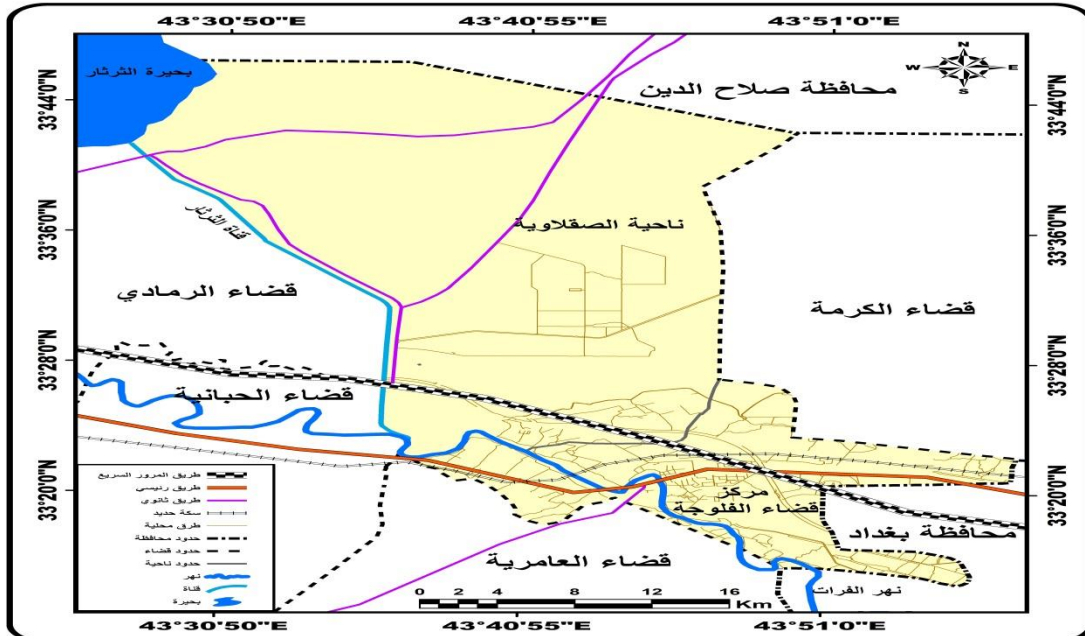 43°30'50"E 43°40'55"E 43°51'0"E
بحيرة الثرثار
N
W E
S
محافظة صلاح الدين
33°44'0"N 33°44'0"N
قناة الثرثار
ناحية الصقلاوية
33°36'0"N 33°36'0"N
قضاء الرمادي
قضاء الكرمة
33°28'0"N 33°28'0"N
قضاء الحبانية
33°20'0"N 33°20'0"N
مركز
قضاء الفلوجة
محافظة بغداد
قضاء العامرية
نهر الفرات
طريق المرور السريع
طريق رئيسي
طريق ثانوي
سكة حديد
طرق محلية
حدود محافظة
حدود قضاء
حدود ناحية
نهر
قناة
بحيرة
0 2 4 8 12 16
Km
43°30'50"E 43°40'55"E 43°51'0"E